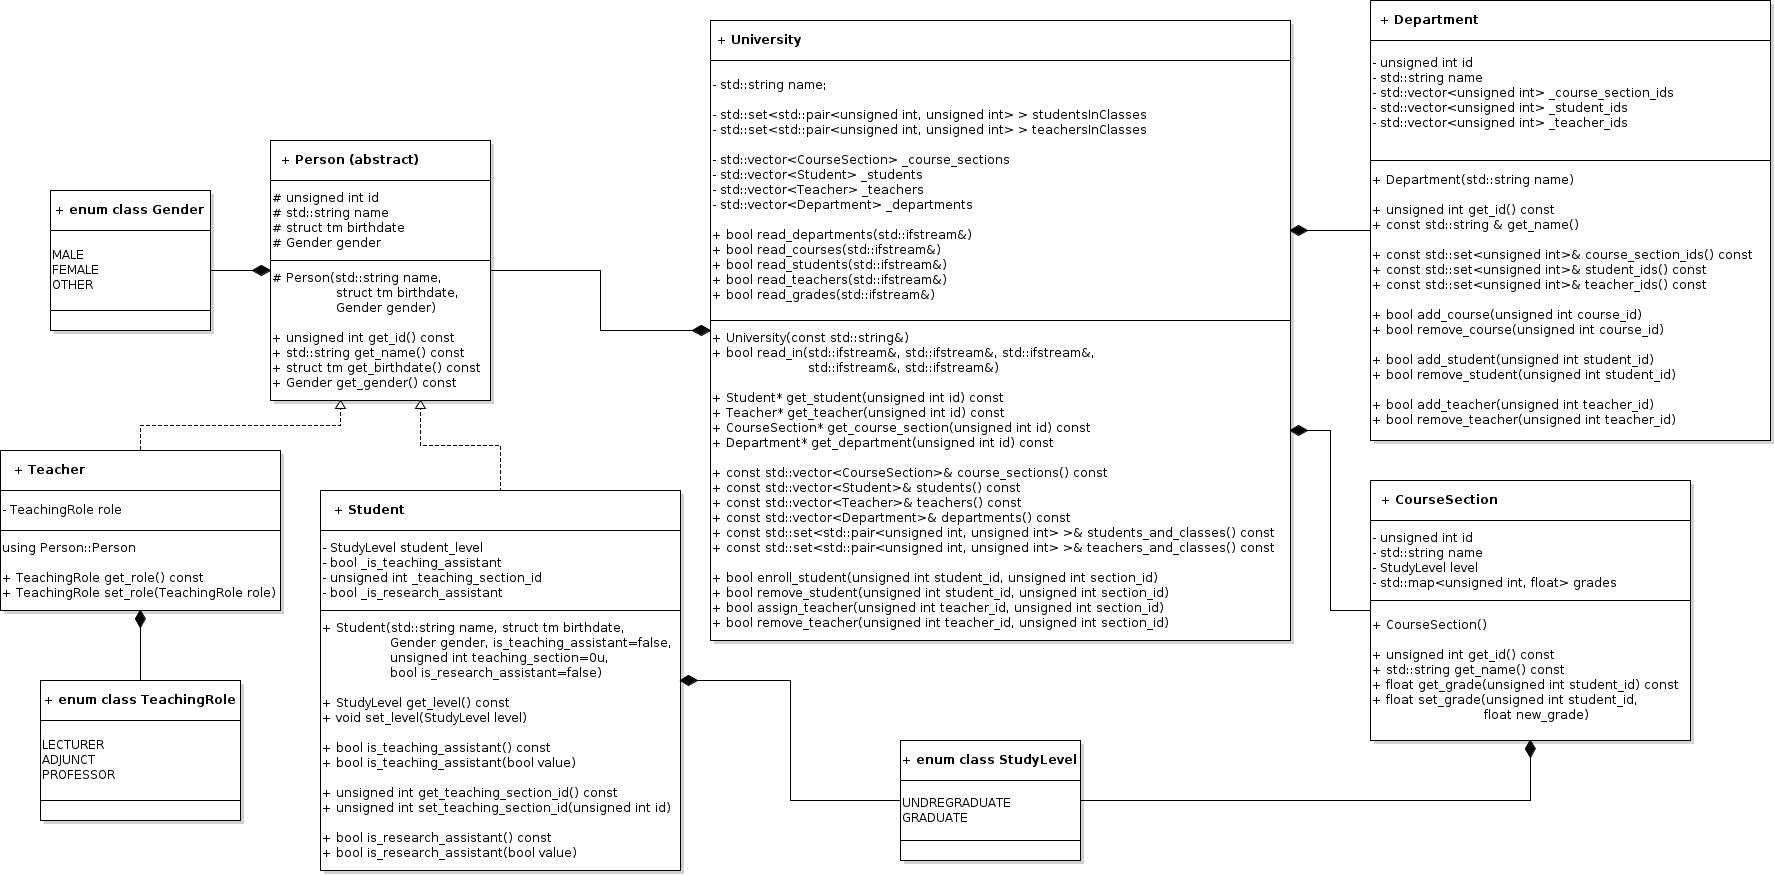 + enum class Gender
MALE
FEMALE
OTHER
+ Person (abstract)
# unsigned int id
# std::string name
# struct tm birthdate
# Gender gender
# Person(std::string name,
struct tm birthdate,
Gender gender)
+ unsigned int get_id() const
+ std::string get_name() const
+ struct tm get_birthdate() const
+ Gender get_gender() const
+ Teacher
- TeachingRole role
using Person::Person
+ TeachingRole get_role() const
+ TeachingRole set_role(TeachingRole role)
+ enum class TeachingRole
LECTURER
ADJUNCT
PROFESSOR
+ Student
- StudyLevel student_level
- bool _is_teaching_assistant
- unsigned int _teaching_section_id
- bool _is_research_assistant
+ Student(std::string name, struct tm birthdate,
Gender gender, is_teaching_assistant=false,
unsigned int teaching_section=0u,
bool is_research_assistant=false)
+ StudyLevel get_level() const
+ void set_level(StudyLevel level)
+ bool is_teaching_assistant() const
+ bool is_teaching_assistant(bool value)
+ unsigned int get_teaching_section_id() const
+ unsigned int set_teaching_section_id(unsigned int id)
+ bool is_research_assistant() const
+ bool is_research_assistant(bool value)
+ University
- std::string name;
- std::set<std::pair<unsigned int, unsigned int> > studentsInClasses
- std::set<std::pair<unsigned int, unsigned int> > teachersInClasses
- std::vector<CourseSection> _course_sections
- std::vector<Student> _students
- std::vector<Teacher> _teachers
- std::vector<Department> _departments
+ bool read_departments(std::ifstream&)
+ bool read_courses(std::ifstream&)
+ bool read_students(std::ifstream&)
+ bool read_teachers(std::ifstream&)
+ bool read_grades(std::ifstream&)
+ University(const std::string&)
+ bool read_in(std::ifstream&, std::ifstream&, std::ifstream&,
std::ifstream&, std::ifstream&)
+ Student* get_student(unsigned int id) const
+ Teacher* get_teacher(unsigned int id) const
+ CourseSection* get_course_section(unsigned int id) const
+ Department* get_department(unsigned int id) const
+ const std::vector<CourseSection>& course_sections() const
+ const std::vector<Student>& students() const
+ const std::vector<Teacher>& teachers() const
+ const std::vector<Department>& departments() const
+ const std::set<std::pair<unsigned int, unsigned int> >& students_and_classes() const
+ const std::set<std::pair<unsigned int, unsigned int> >& teachers_and_classes() const
+ bool enroll_student(unsigned int student_id, unsigned int section_id)
+ bool remove_student(unsigned int student_id, unsigned int section_id)
+ bool assign_teacher(unsigned int teacher_id, unsigned int section_id)
+ bool remove_teacher(unsigned int teacher_id, unsigned int section_id)
+ enum class StudyLevel
UNDREGRADUATE
GRADUATE
+ Department
- unsigned int id
- std::string name
- std::vector<unsigned int> _course_section_ids
- std::vector<unsigned int> _student_ids
- std::vector<unsigned int> _teacher_ids
+ Department(std::string name)
+ unsigned int get_id() const
+ const std::string & get_name()
+ const std::set<unsigned int>& course_section_ids() const
+ const std::set<unsigned int>& student_ids() const
+ const std::set<unsigned int>& teacher_ids() const
+ bool add_course(unsigned int course_id)
+ bool remove_course(unsigned int course_id)
+ bool add_student(unsigned int student_id)
+ bool remove_student(unsigned int student_id)
+ bool add_teacher(unsigned int teacher_id)
+ bool remove_teacher(unsigned int teacher_id)
+ CourseSection
- unsigned int id
- std::string name
- StudyLevel level
- std::map<unsigned int, float> grades
+ CourseSection()
+ unsigned int get_id() const
+ std::string get_name() const
+ float get_grade(unsigned int student_id) const
+ float set_grade(unsigned int student_id,
float new_grade)